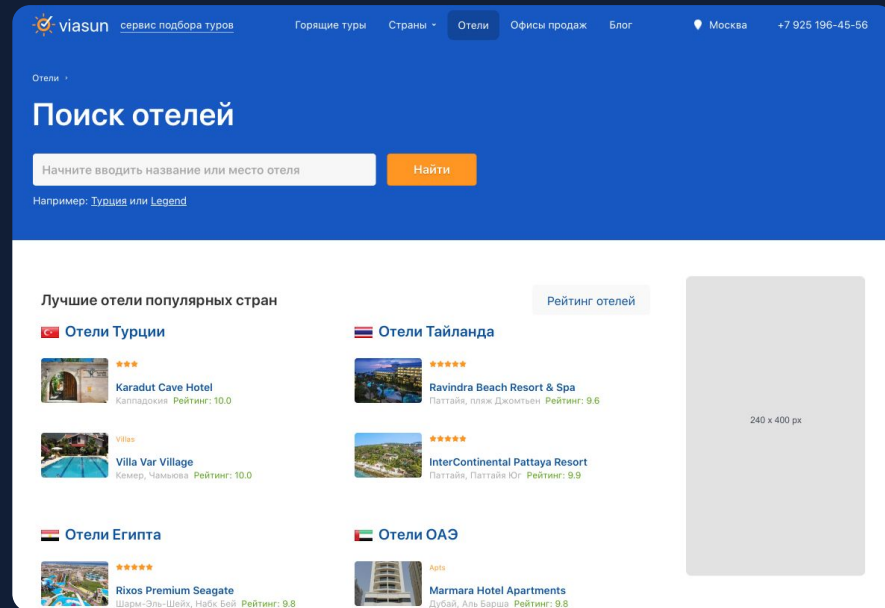 viasun
сервис подбора туров
Горящие туры
Страны
Отели
Офисы продаж
Блог
Москва
+7 925 196-45-56
Отели
Поиск отелей
Начните вводить название или место отеля
Найти
Например: Турция или Legend
Лучшие отели популярных стран
Рейтинг отелей
Отели Турции
Karadut Cave Hotel
Каппадокия Рейтинг: 10.0
Villas
Villa Var Village
Кемер, Чамьюва Рейтинг: 10.0
Отели Тайланда
Ravindra Beach Resort & Spa
Паттайя, пляж Джомтьен Рейтинг: 9.6
InterContinental Pattaya Resort
Паттайя, Паттайя Юг Рейтинг: 9.9
240 x 400 px
Отели Египта
Rixos Premium Seagate
Шарм-Эль-Шейх, Набк Бей Рейтинг: 9.8
Отели ОАЭ
Apts
Marmara Hotel Apartments
Дубай, Аль Барша Рейтинг: 9.8